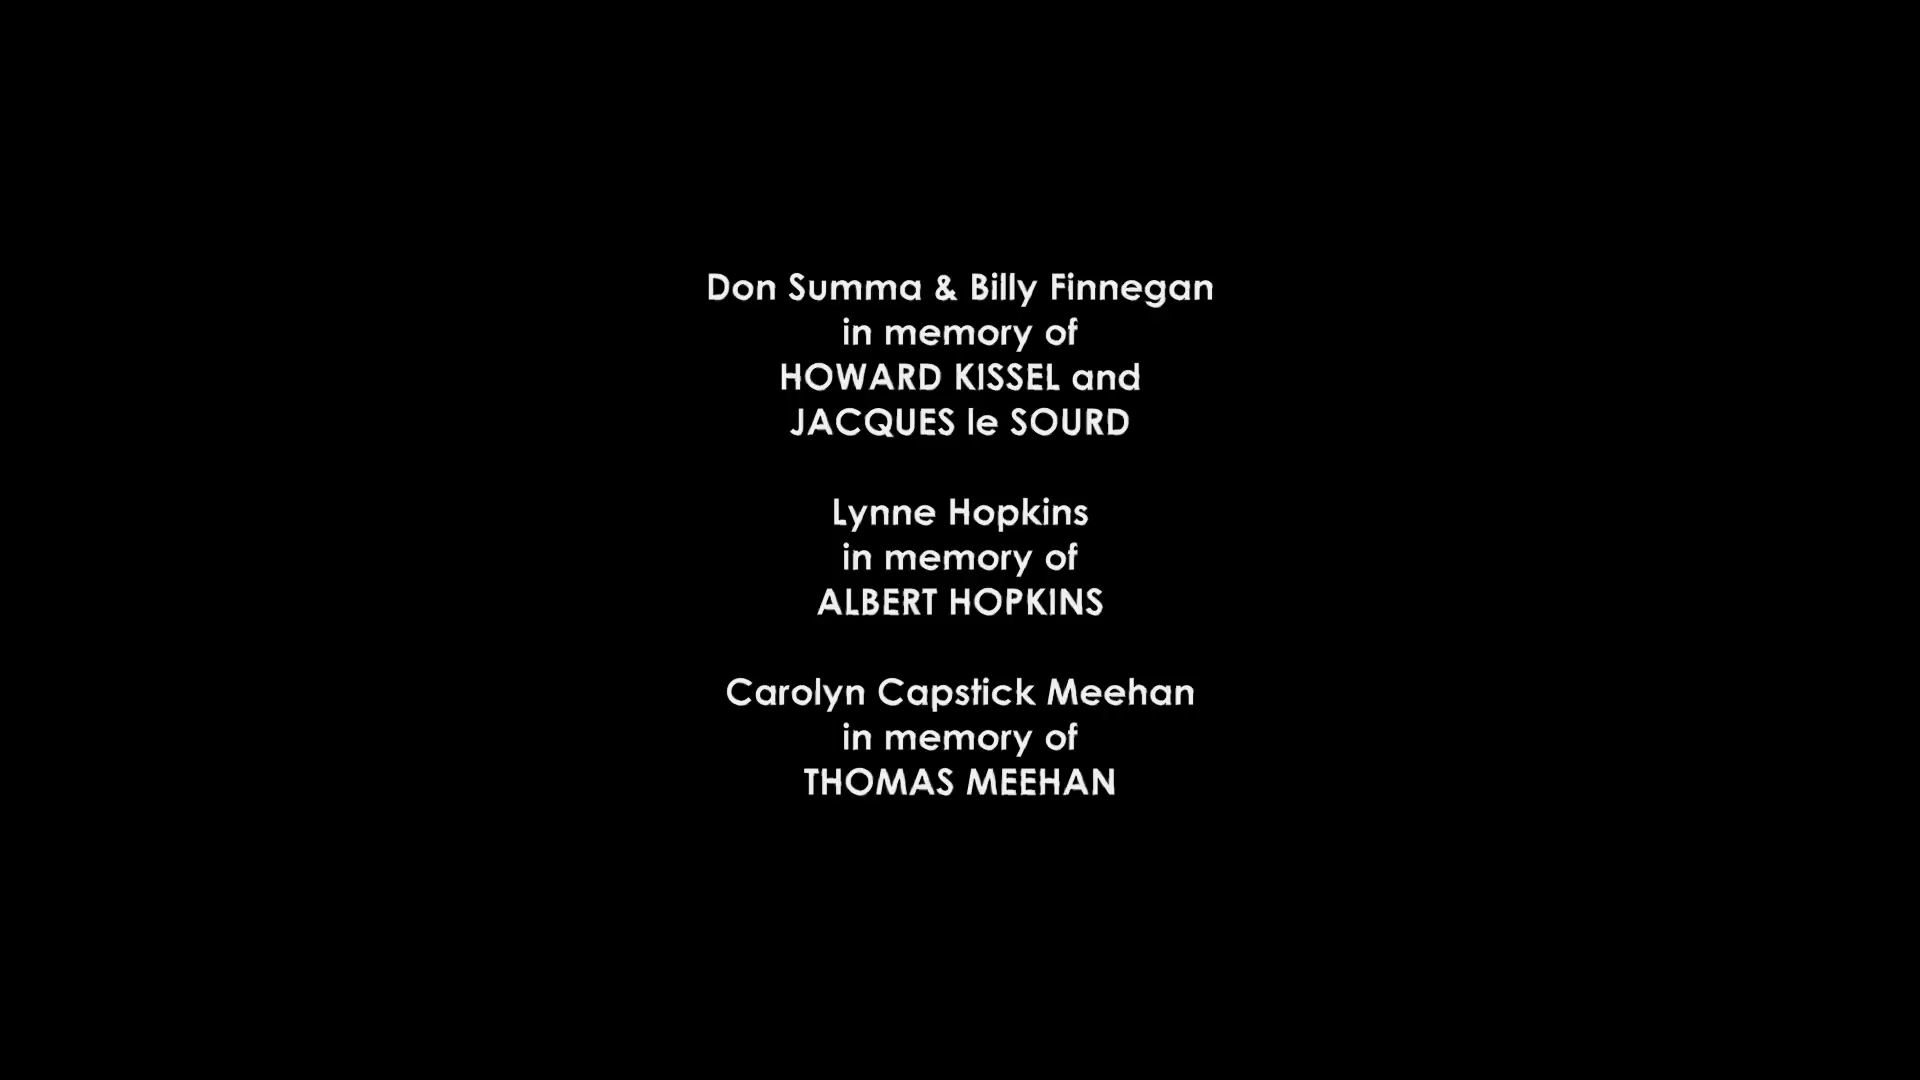 Don Summa & Billy Finnegan
in memory of
HOWARD KISSEL and
JACQUES le SOURD
Lynne Hopkins
in memory of
ALBERT HOPKINS
Carolyn Capstick Meehan
in memory of
THOMAS MEEHAN